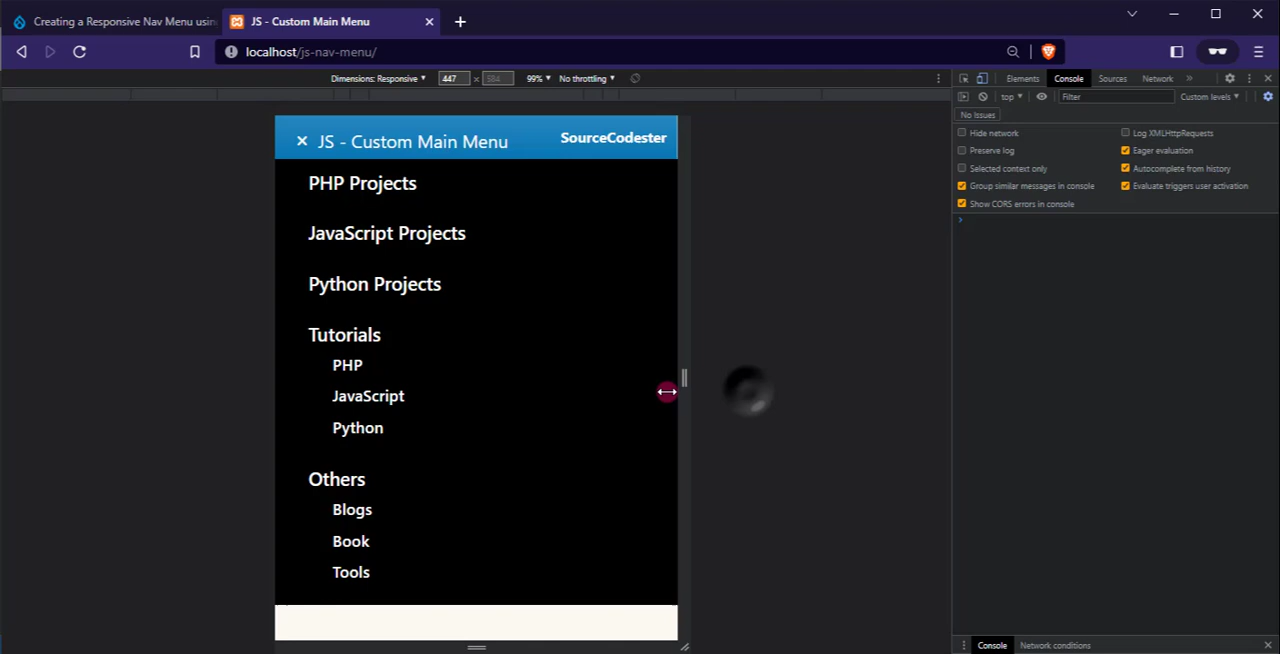 Creating a Responsive Nav Menu usin
JS - Custom Main Menu
localhost/js-nav-menu/
Dimensions: Responsive ▼ 447 × 584 99% ▼ No throttling ▼
Elements Console Sources Network »
top ▼ Filter Custom levels ▼
No Issues
Hide network Log XMLHttpRequests
Preserve log Eager evaluation
Selected context only Autocomplete from history
Group similar messages in console Evaluate triggers user activation
Show CORS errors in console
JS - Custom Main Menu SourceCodester
PHP Projects
JavaScript Projects
Python Projects
Tutorials
PHP
JavaScript
Python
Others
Blogs
Book
Tools
Console Network conditions